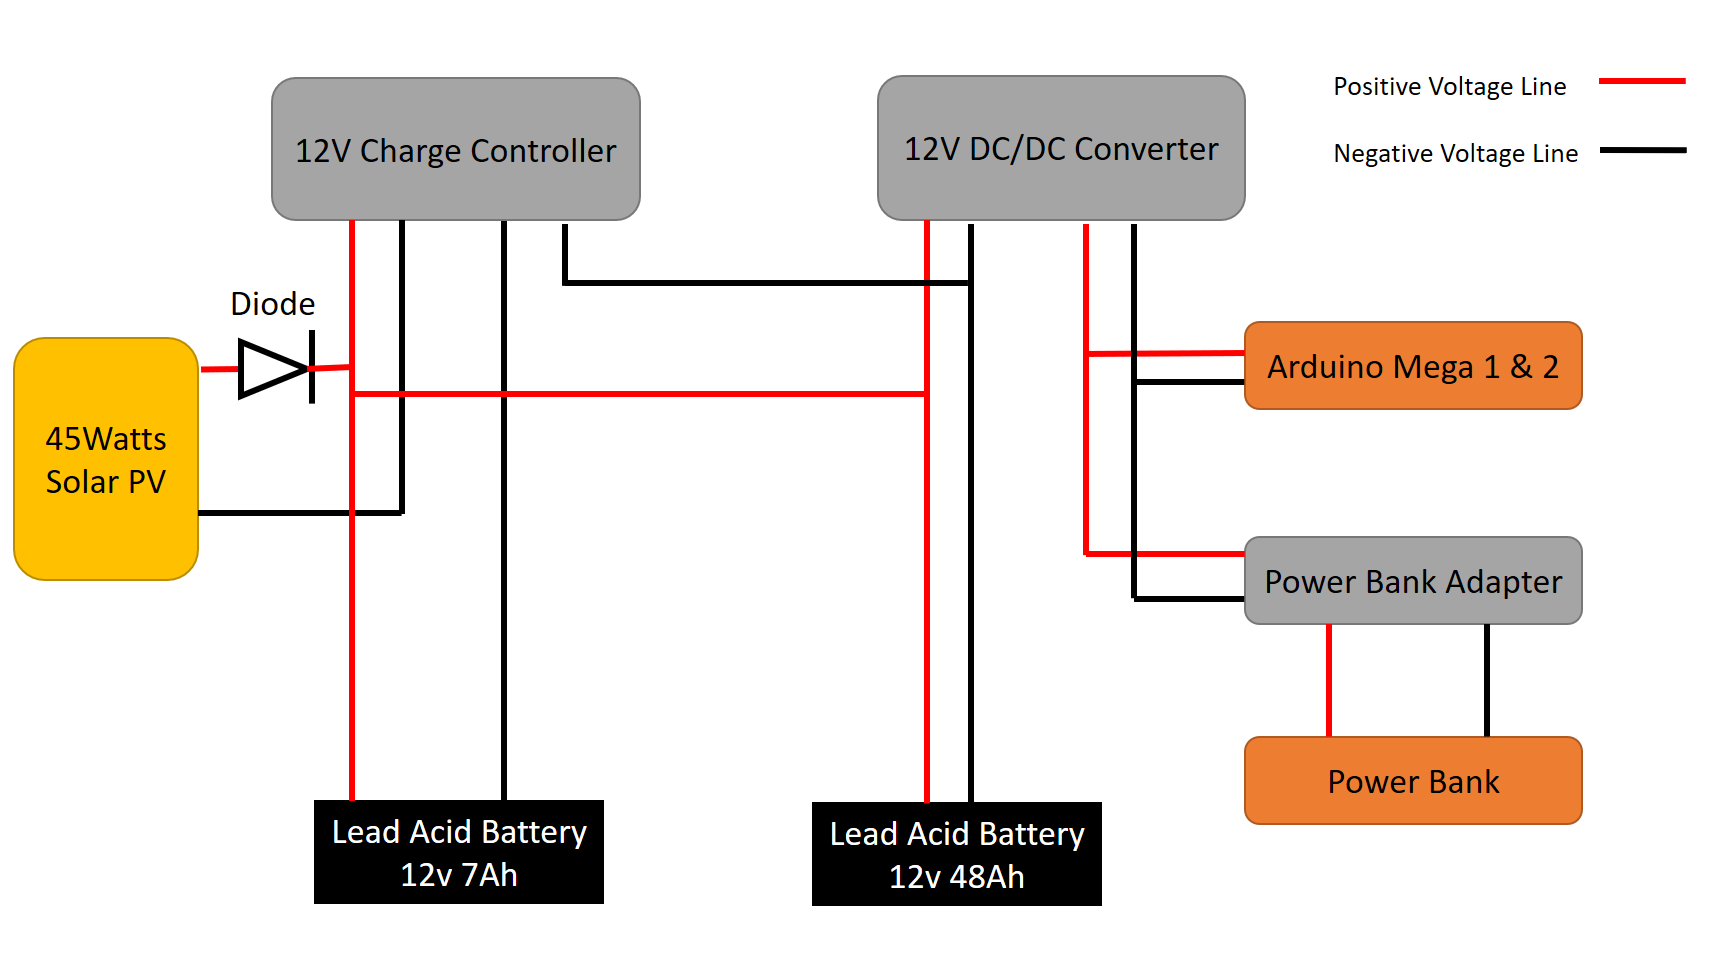 Positive Voltage Line
Negative Voltage Line
12V Charge Controller
12V DC/DC Converter
Diode
45Watts
Solar PV
Arduino Mega 1 & 2
Power Bank Adapter
Power Bank
Lead Acid Battery
12v 7Ah
Lead Acid Battery
12v 48Ah